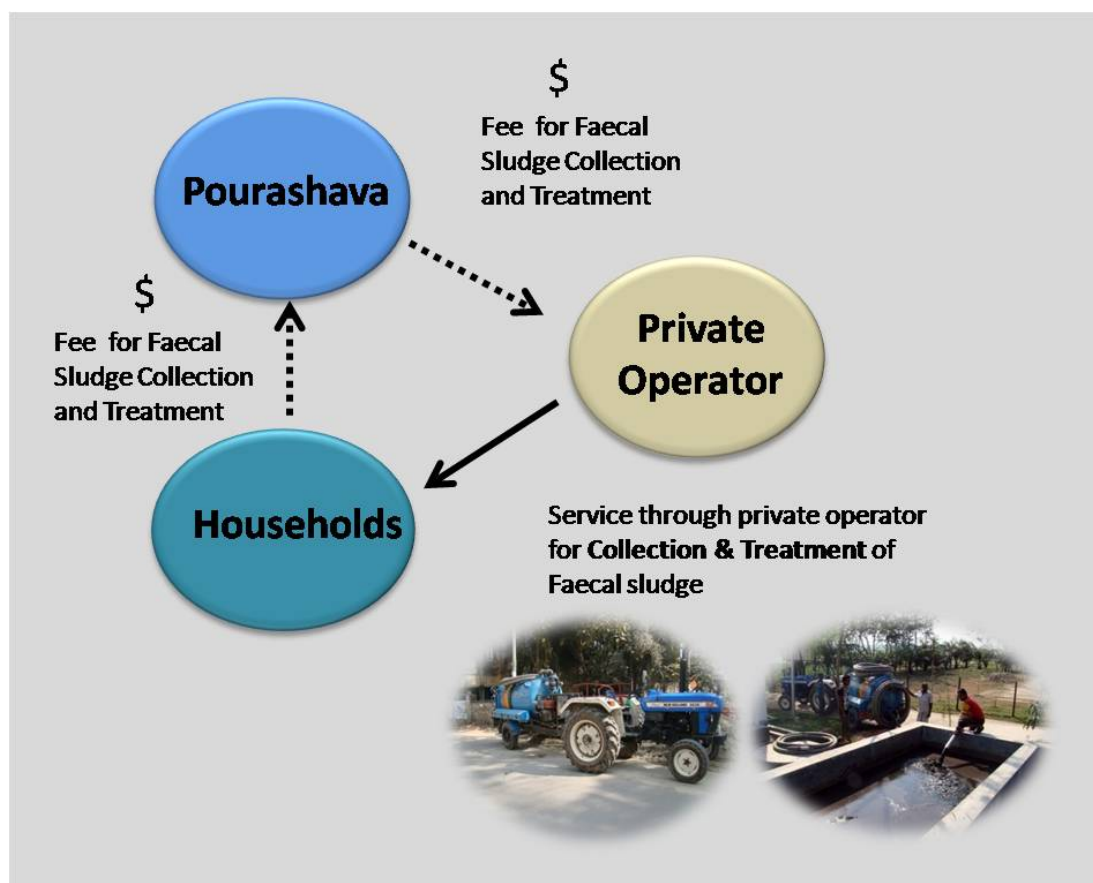 $
Fee for Faecal
Sludge Collection
and Treatment
Pourashava
$
Fee for Faecal
Sludge Collection
and Treatment
Private
Operator
Households
Service through private operator
for Collection & Treatment of
Faecal sludge